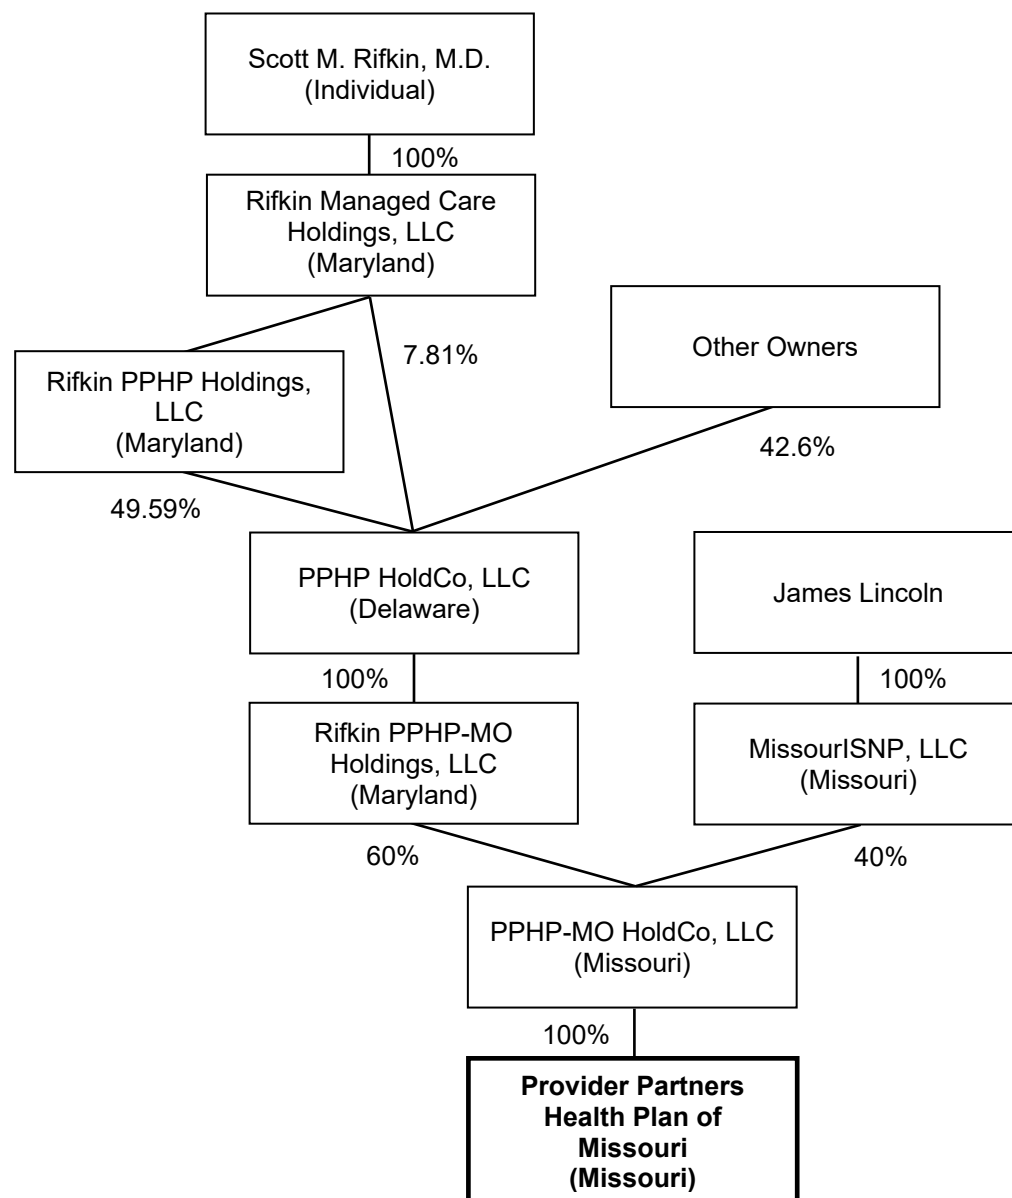 Scott M. Rifkin, M.D.
(Individual)
100%
Rifkin Managed Care
Holdings, LLC
(Maryland)
7.81%
Other Owners
Rifkin PPHP Holdings,
LLC
(Maryland)
42.6%
49.59%
PPHP HoldCo, LLC
(Delaware)
James Lincoln
100%
100%
Rifkin PPHP-MO
Holdings, LLC
(Maryland)
MissourISNP, LLC
(Missouri)
60%
40%
PPHP-MO HoldCo, LLC
(Missouri)
100%
Provider Partners
Health Plan of
Missouri
(Missouri)